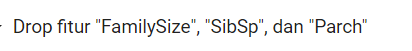 Drop fitur "FamilySize", "SibSp", dan "Parch"